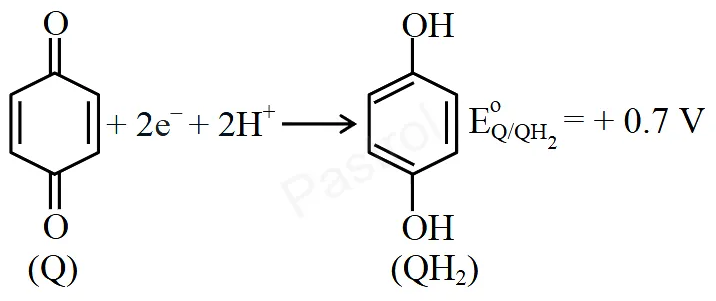 O OH
+ 2e⁻ + 2H⁺ ⟶ E°Q/QH₂ = + 0.7 V
O OH
(Q) (QH₂)